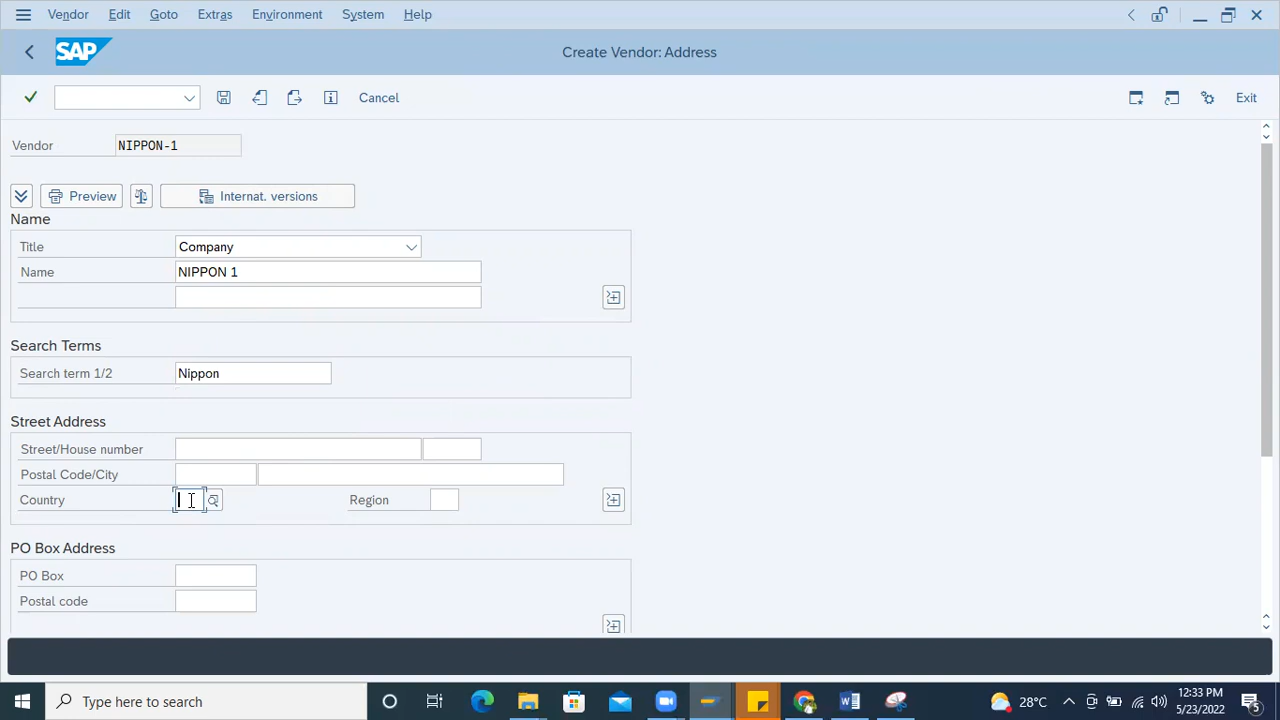 Vendor Edit Goto Extras Environment System Help
SAP Create Vendor: Address
Cancel Exit
Vendor NIPPON-1
Preview Internat. versions
Name
Title Company
Name NIPPON 1
Search Terms
Search term 1/2 Nippon
Street Address
Street/House number
Postal Code/City
Country Region
PO Box Address
PO Box
Postal code
Type here to search 28°C 12:33 PM
5/23/2022 5